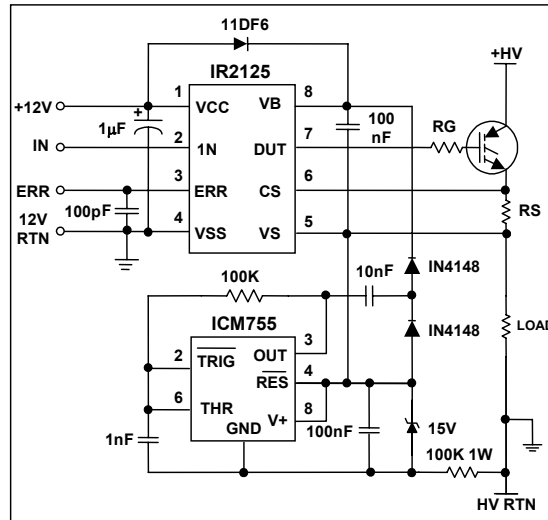 11DF6
+HV
IR2125
+12V
1
VCC
VB
8
+
1µF
100
nF
RG
IN
2
1N
DUT
7
ERR
3
ERR
CS
6
100pF
RS
12V
RTN
4
VSS
VS
5
IN4148
100K
10nF
ICM755
IN4148
LOAD
3
OUT
2
TRIG
4
RES
6
THR
8
V+
15V
GND
1nF
100nF
100K 1W
HV RTN